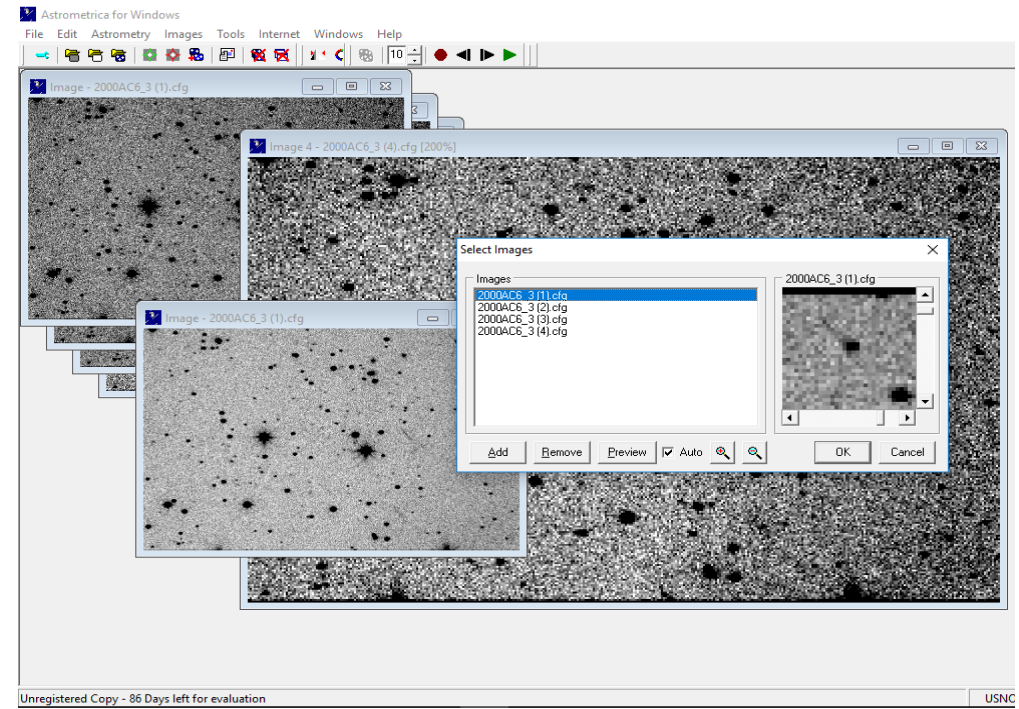 Astrometrica for Windows
File Edit Astrometry Images Tools Internet Windows Help
10
Image - 2000AC6_3 (1).cfg
Image 4 - 2000AC6_3 (4).cfg [200%]
Select Images
Images
2000AC6_3 (1).cfg
2000AC6_3 (2).cfg
2000AC6_3 (3).cfg
2000AC6_3 (4).cfg
2000AC6_3 (1).cfg
Image - 2000AC6_3 (1).cfg
Add Remove Preview Auto OK Cancel
Unregistered Copy - 86 Days left for evaluation USNO